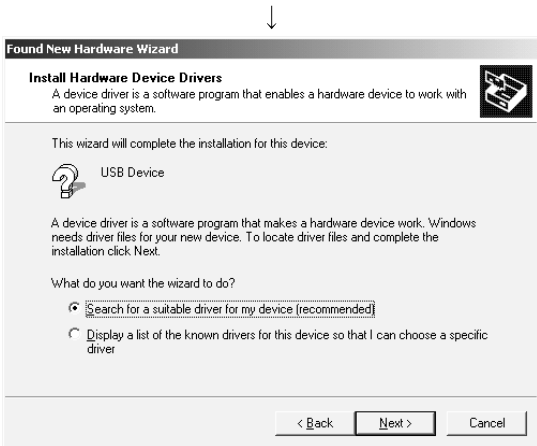 ↓
Found New Hardware Wizard
Install Hardware Device Drivers
A device driver is a software program that enables a hardware device to work with
an operating system.
This wizard will complete the installation for this device:
USB Device
A device driver is a software program that makes a hardware device work. Windows
needs driver files for your new device. To locate driver files and complete the
installation click Next.
What do you want the wizard to do?
Search for a suitable driver for my device (recommended)
Display a list of the known drivers for this device so that I can choose a specific
driver
< Back Next > Cancel